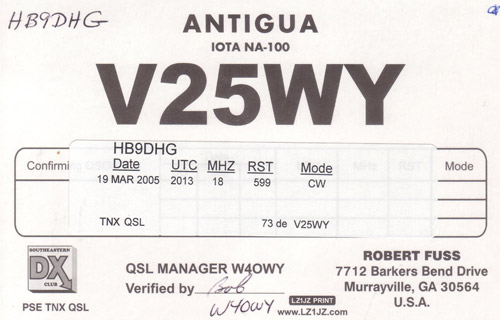 HB9DHG
ANTIGUA
IOTA NA-100
V25WY
HB9DHG
Confirmin
Date UTC MHZ RST Mode
19 MAR 2005 2013 18 599 CW
TNX QSL 73 de V25WY
Mode
SOUTHEASTERN
DX
CLUB
PSE TNX QSL
QSL MANAGER W4OWY
Verified by Bob
W4OWY
LZ1JZ PRINT
www.LZ1JZ.com
ROBERT FUSS
7712 Barkers Bend Drive
Murrayville, GA 30564
U.S.A.